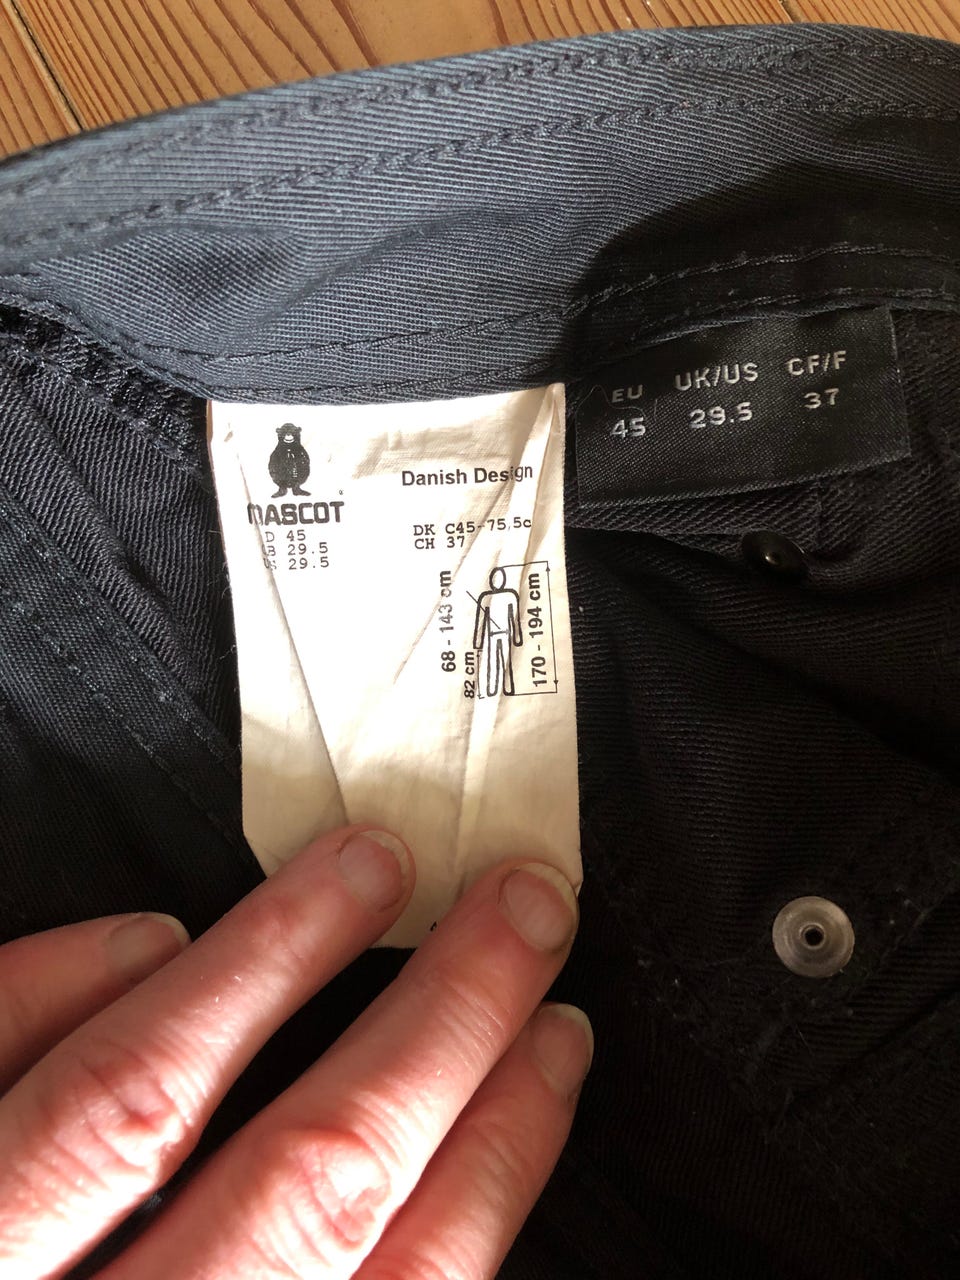 MASCOT
Danish Design
D 45
B 29.5
US 29.5
DK C45-75,5c
CH 37
68 - 143 cm
82 cm
170 - 194 cm
EU UK/US CF/F
45 29.5 37